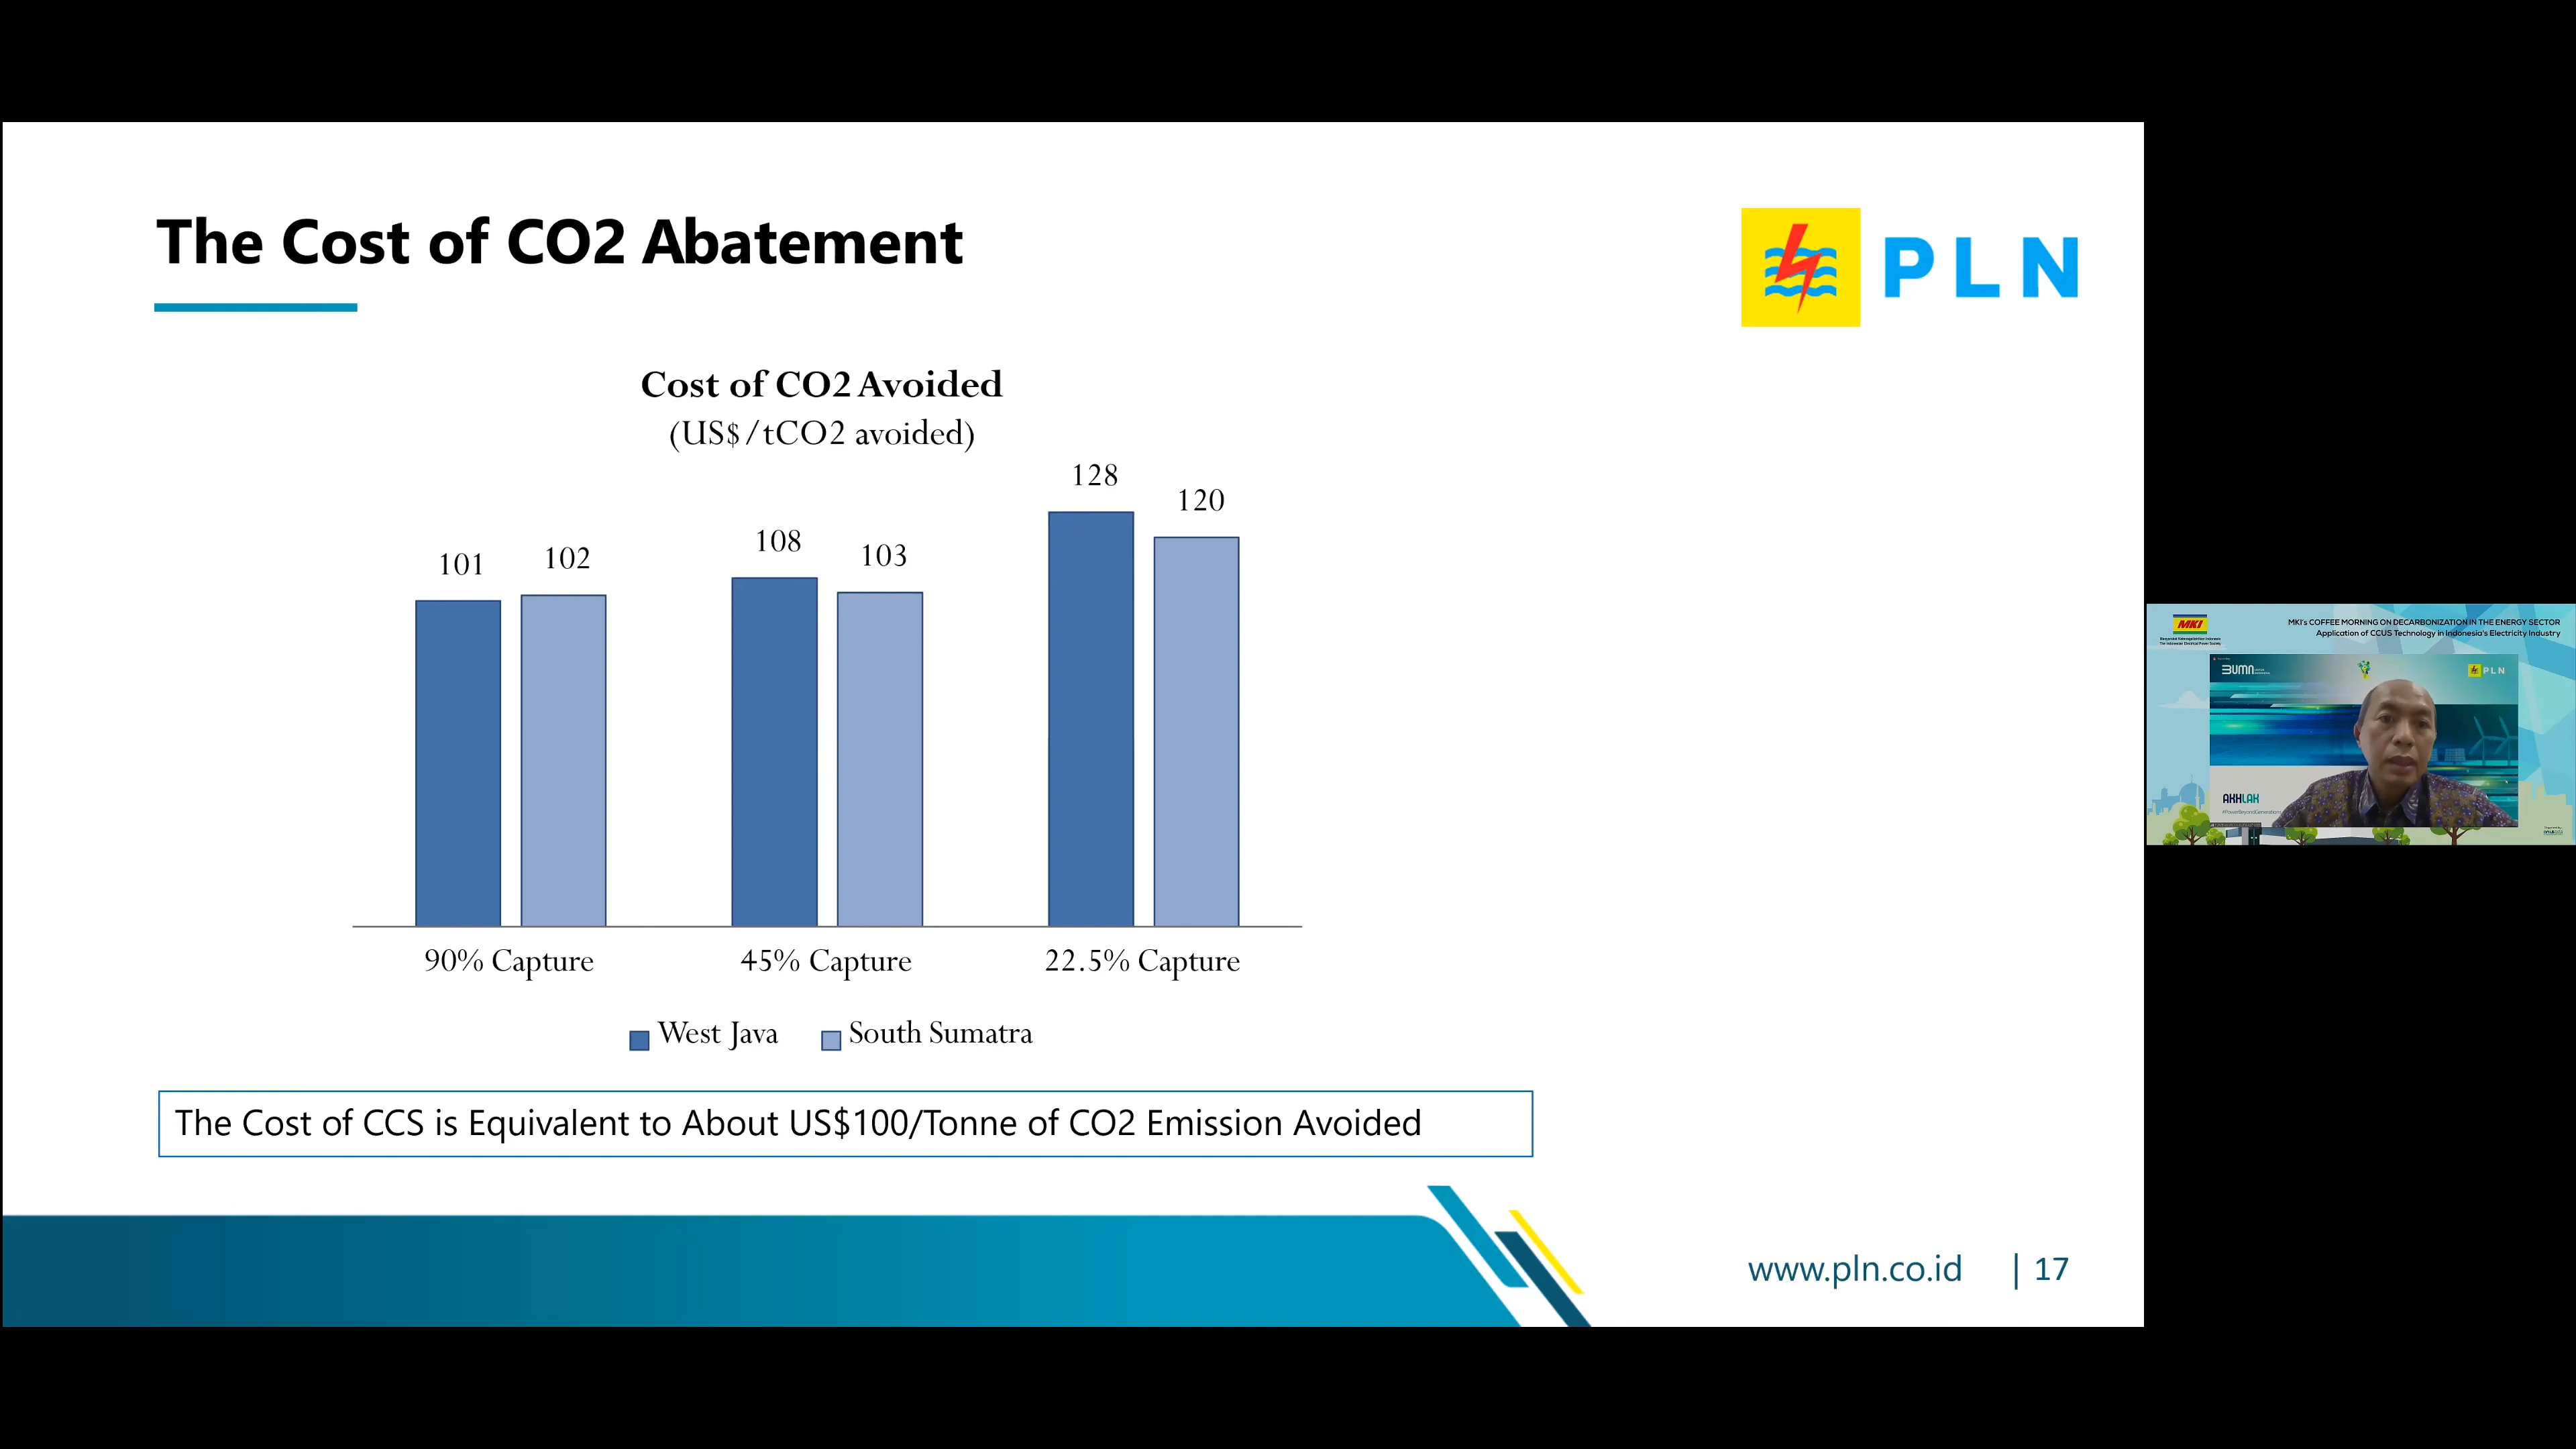 The Cost of CO2 Abatement
PLN
Cost of CO2 Avoided
(US$/tCO2 avoided)
101
102
108
103
128
120
90% Capture
45% Capture
22.5% Capture
West Java
South Sumatra
The Cost of CCS is Equivalent to About US$100/Tonne of CO2 Emission Avoided
www.pln.co.id | 17
MKI
MKI's COFFEE MORNING ON DECARBONIZATION IN THE ENERGY SECTOR
Application of CCUS Technology in Indonesia's Electricity Industry
BUMN
PLN
AKHLAK